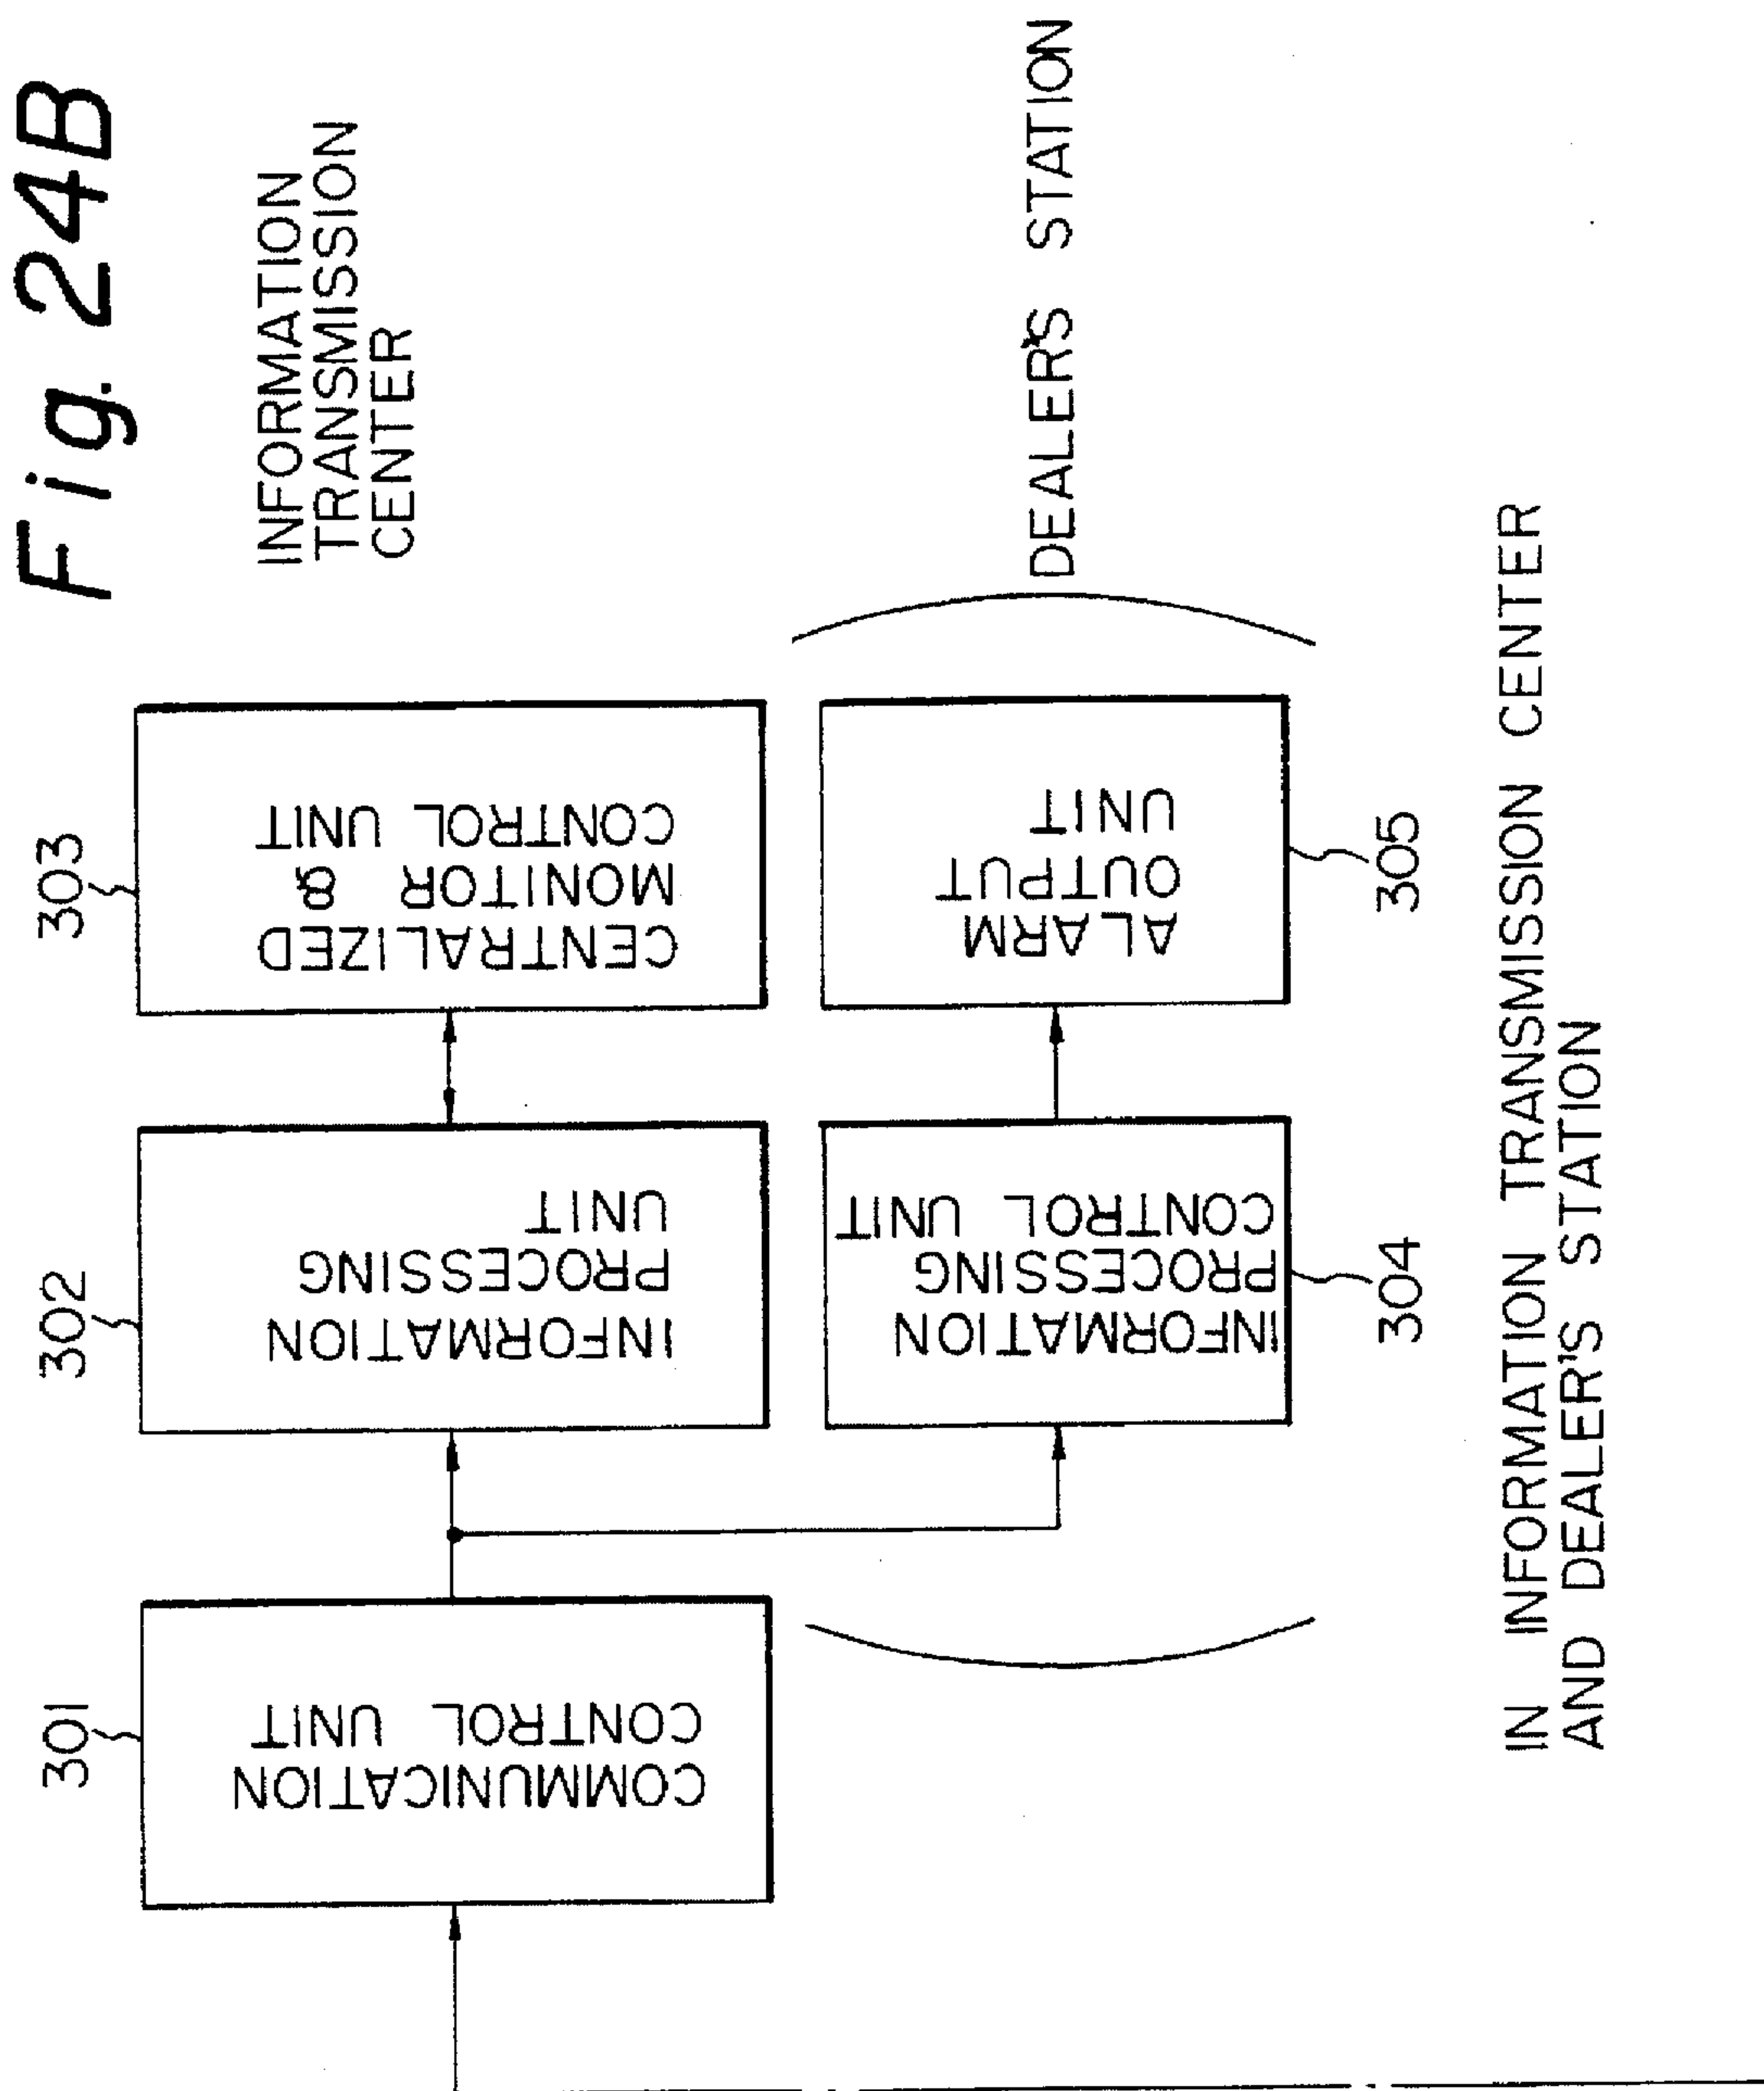 Fig. 24B
INFORMATION
TRANSMISSION
CENTER
301
COMMUNICATION
CONTROL UNIT
302
INFORMATION
PROCESSING
UNIT
303
CENTRALIZED
MONITOR &
CONTROL UNIT
INFORMATION
PROCESSING
CONTROL UNIT
304
ALARM
OUTPUT
UNIT
305
DEALER'S STATION
IN INFORMATION TRANSMISSION CENTER
AND DEALER'S STATION